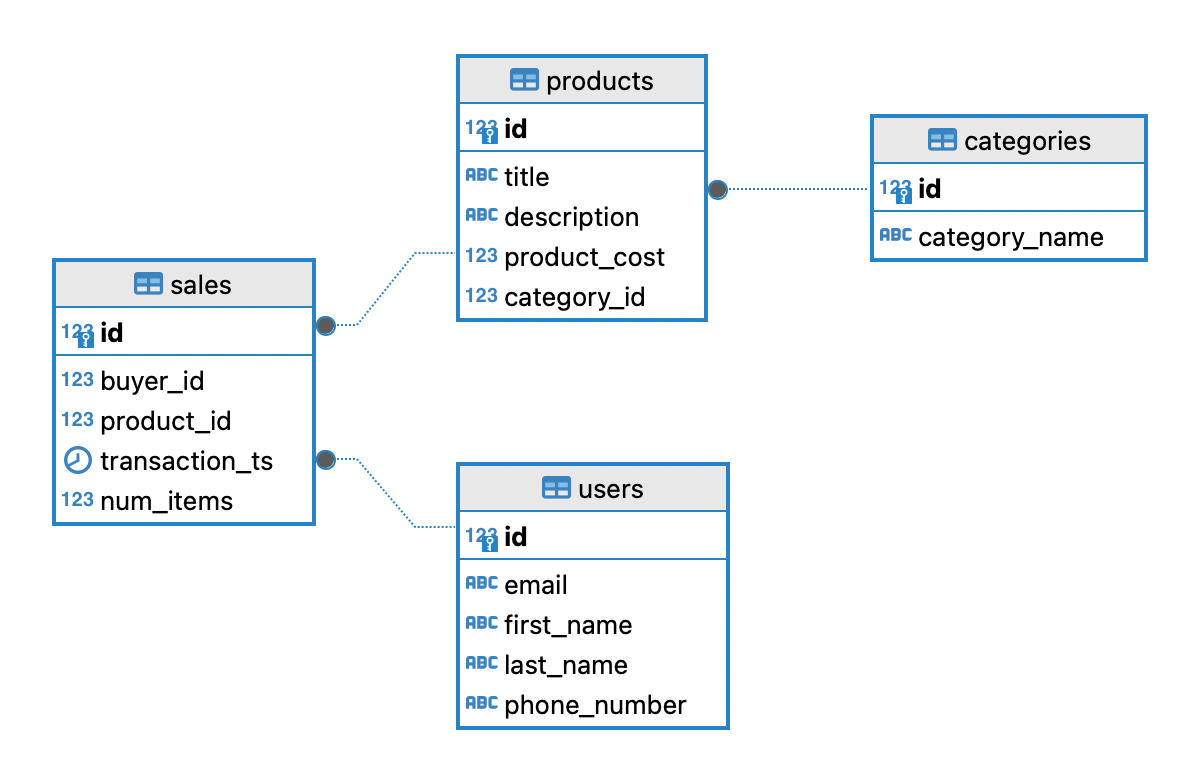 products
123 id
ABC title
ABC description
123 product_cost
123 category_id
categories
123 id
ABC category_name
sales
123 id
123 buyer_id
123 product_id
transaction_ts
123 num_items
users
123 id
ABC email
ABC first_name
ABC last_name
ABC phone_number